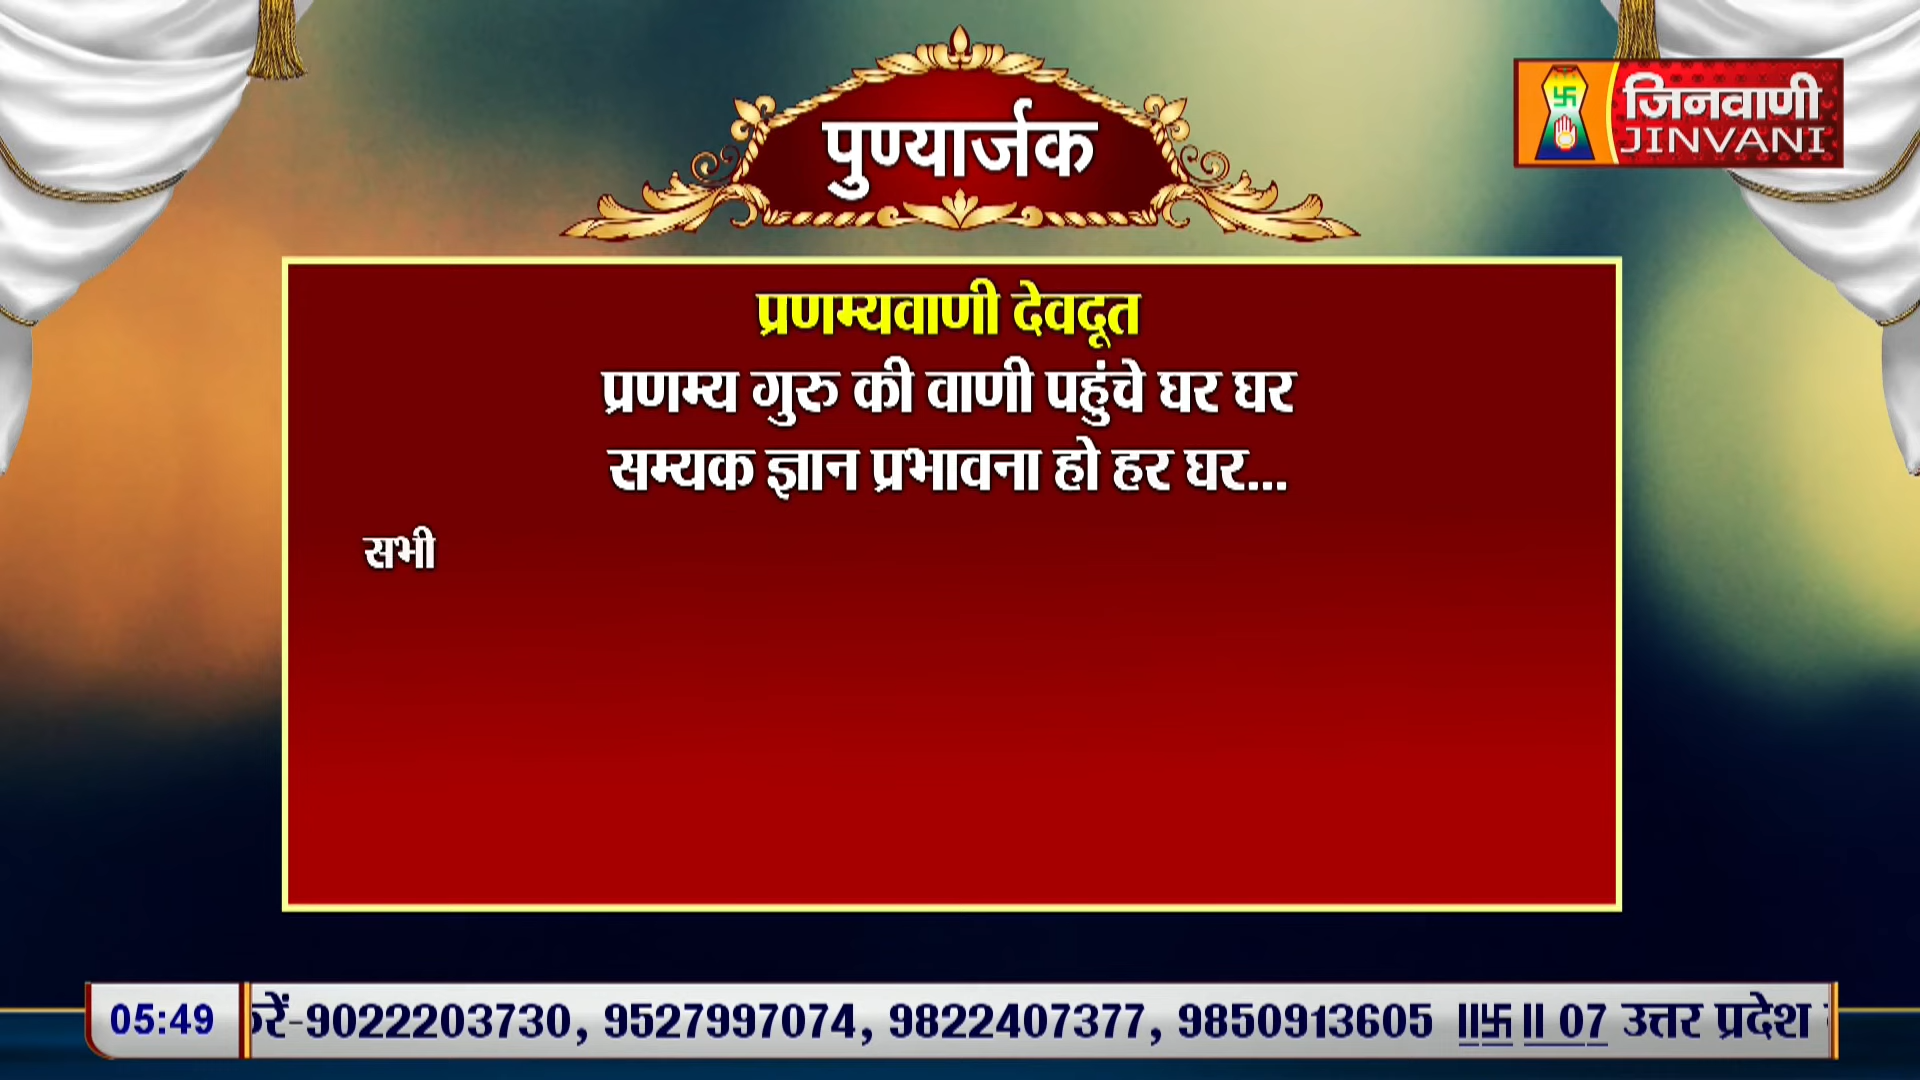 पुण्यार्जक
जिनवाणी
JINVANI
प्रणम्यवाणी देवदूत
प्रणम्य गुरु की वाणी पहुंचे घर घर
सम्यक ज्ञान प्रभावना हो हर घर...
सभी
05:49
रें-9022203730, 9527997074, 9822407377, 9850913605 ॥卐॥ 07 उत्तर प्रदेश